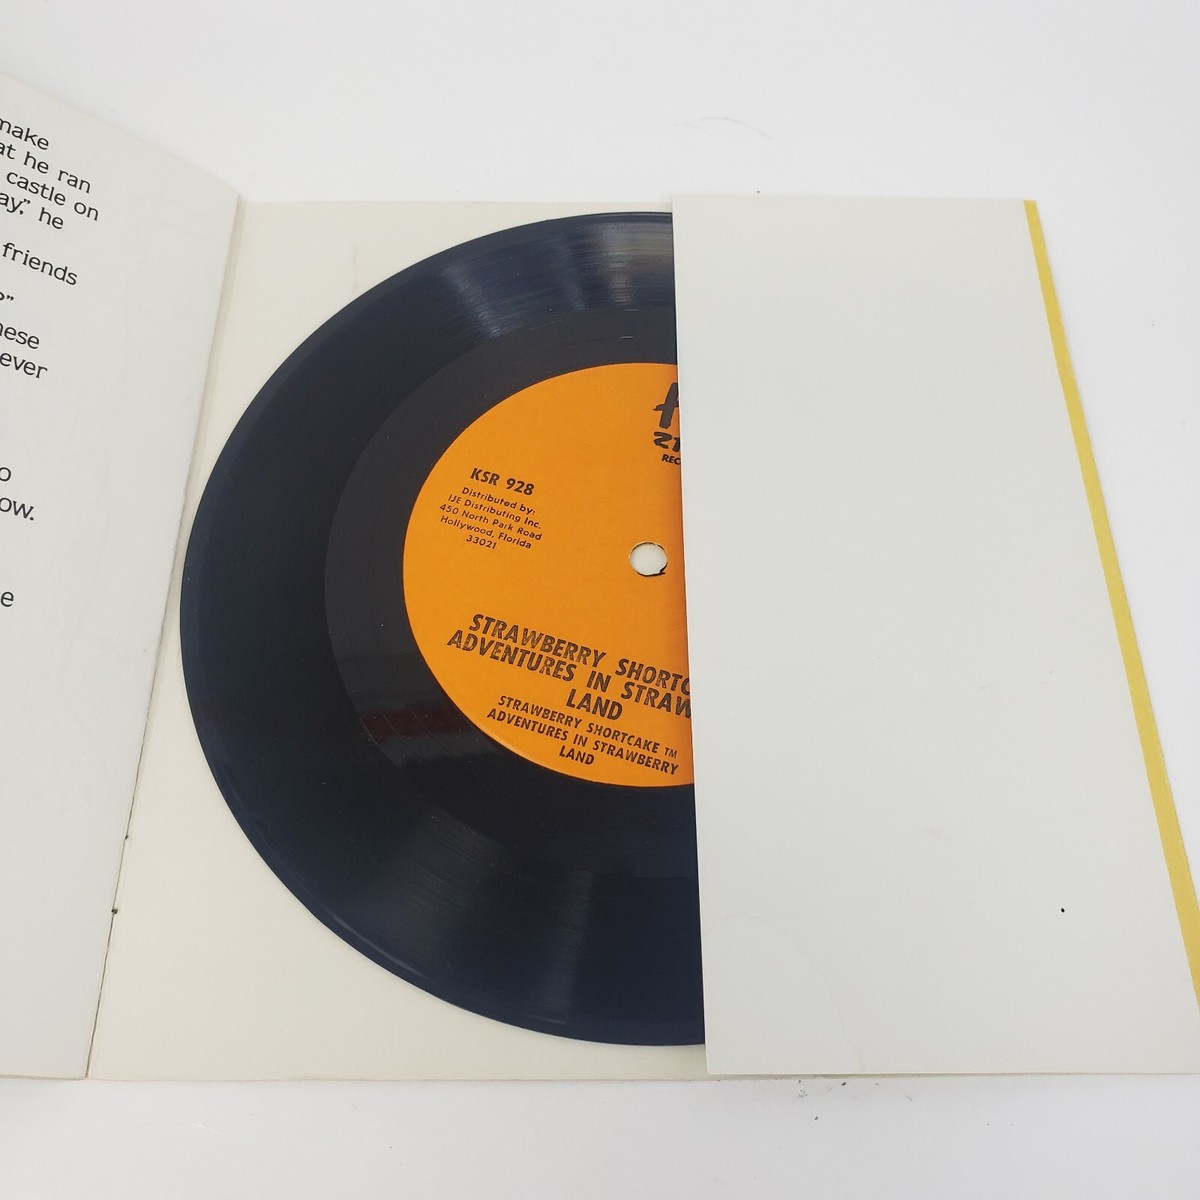 make
at he ran
castle on
ay," he
friends
?"
hese
ever
o
ow.
e
REC
KSR 928
Distributed by:
IJE Distributing Inc.
450 North Park Road
Hollywood, Florida
33021
STRAWBERRY SHORTC
ADVENTURES IN STRAW
LAND
STRAWBERRY SHORTCAKE TM
ADVENTURES IN STRAWBERRY
LAND